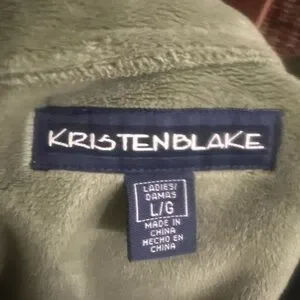 KRISTENBLAKE
LADIES/
DAMAS
L/G
MADE IN
CHINA
HECHO EN
CHINA